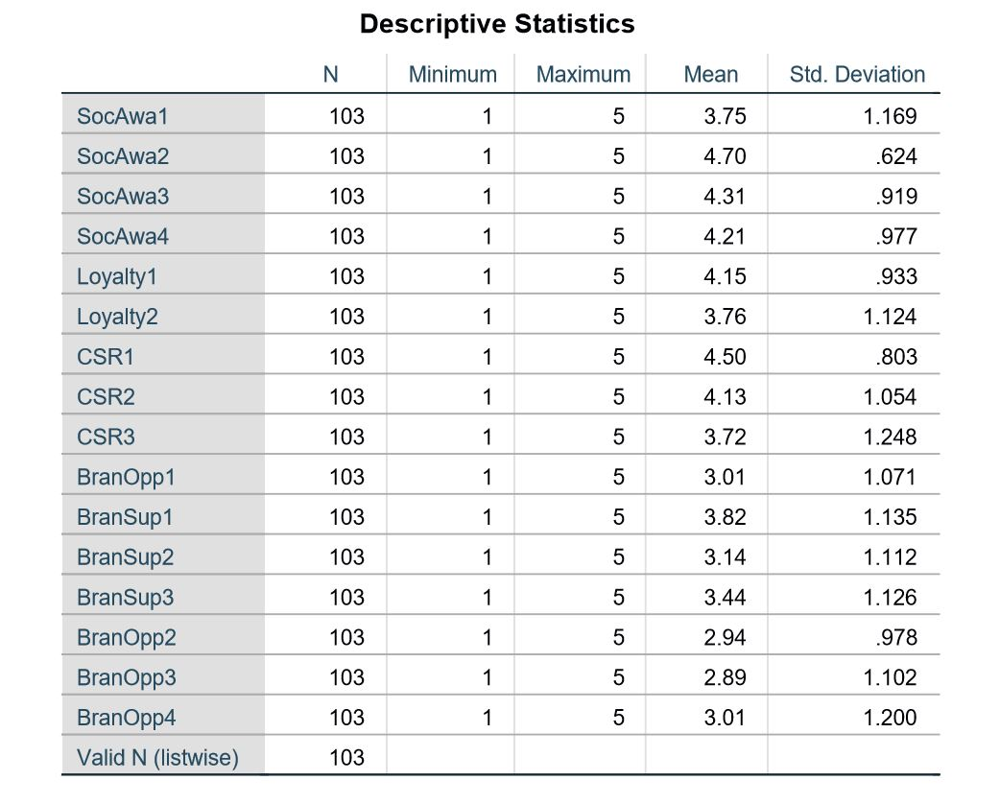 Descriptive Statistics
N Minimum Maximum Mean Std. Deviation
SocAwa1 103 1 5 3.75 1.169
SocAwa2 103 1 5 4.70 .624
SocAwa3 103 1 5 4.31 .919
SocAwa4 103 1 5 4.21 .977
Loyalty1 103 1 5 4.15 .933
Loyalty2 103 1 5 3.76 1.124
CSR1 103 1 5 4.50 .803
CSR2 103 1 5 4.13 1.054
CSR3 103 1 5 3.72 1.248
BranOpp1 103 1 5 3.01 1.071
BranSup1 103 1 5 3.82 1.135
BranSup2 103 1 5 3.14 1.112
BranSup3 103 1 5 3.44 1.126
BranOpp2 103 1 5 2.94 .978
BranOpp3 103 1 5 2.89 1.102
BranOpp4 103 1 5 3.01 1.200
Valid N (listwise) 103